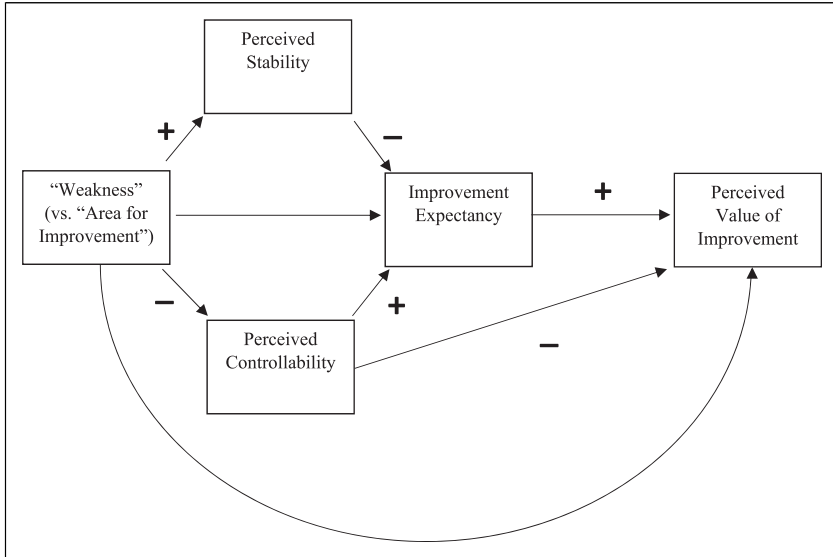 Perceived
Stability
+
−
“Weakness”
(vs. “Area for
Improvement”)
Improvement
Expectancy
+
Perceived
Value of
Improvement
−
+
Perceived
Controllability
−